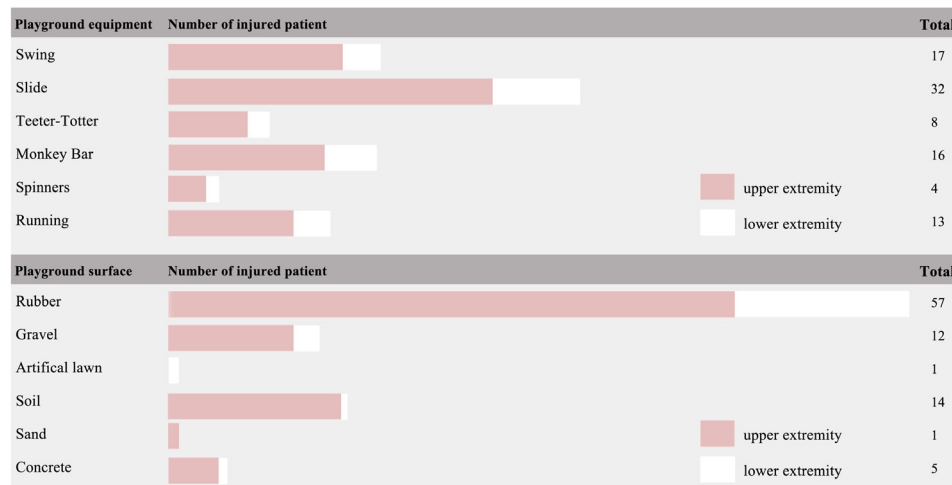 Playground equipment Number of injured patient Total
Swing 17
Slide 32
Teeter-Totter 8
Monkey Bar 16
Spinners upper extremity 4
Running lower extremity 13
Playground surface Number of injured patient Total
Rubber 57
Gravel 12
Artifical lawn 1
Soil 14
Sand upper extremity 1
Concrete lower extremity 5